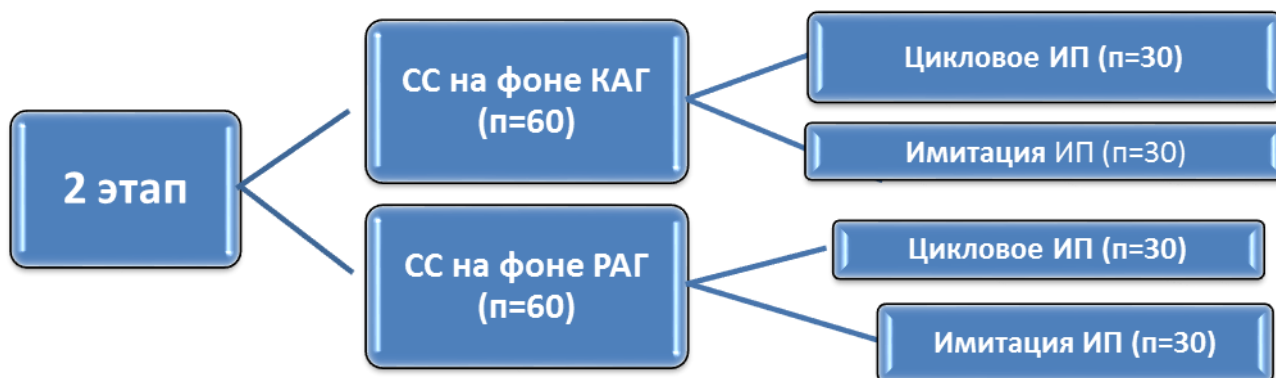 2 этап
СС на фоне КАГ
(п=60)
Цикловое ИП (п=30)
Имитация ИП (п=30)
СС на фоне РАГ
(п=60)
Цикловое ИП (п=30)
Имитация ИП (п=30)